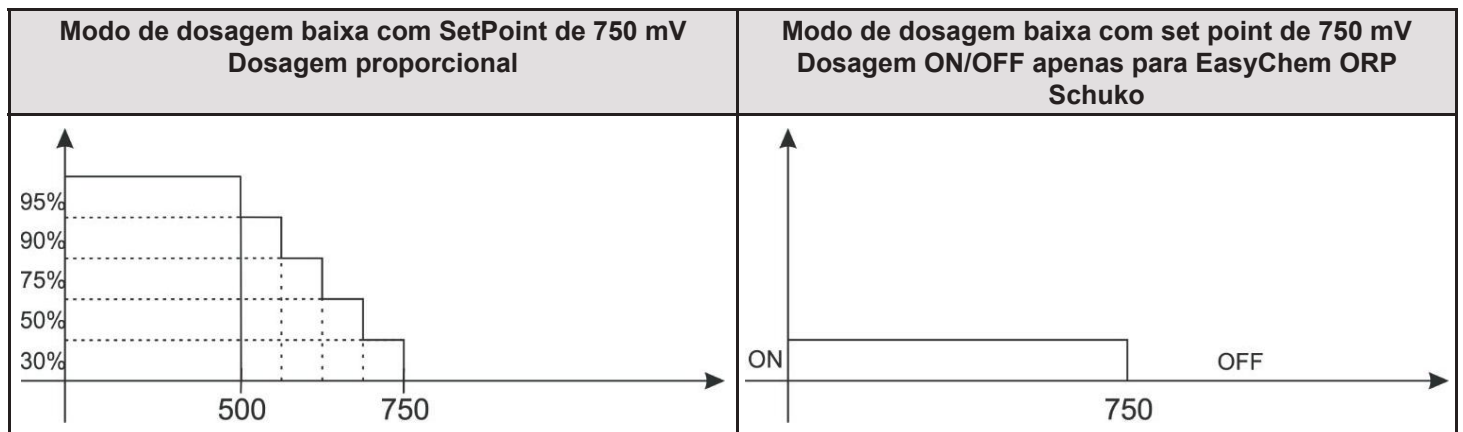 Modo de dosagem baixa com SetPoint de 750 mV
Dosagem proporcional
Modo de dosagem baixa com set point de 750 mV
Dosagem ON/OFF apenas para EasyChem ORP
Schuko
95%
90%
75%
50%
30%
500
750
ON
OFF
750